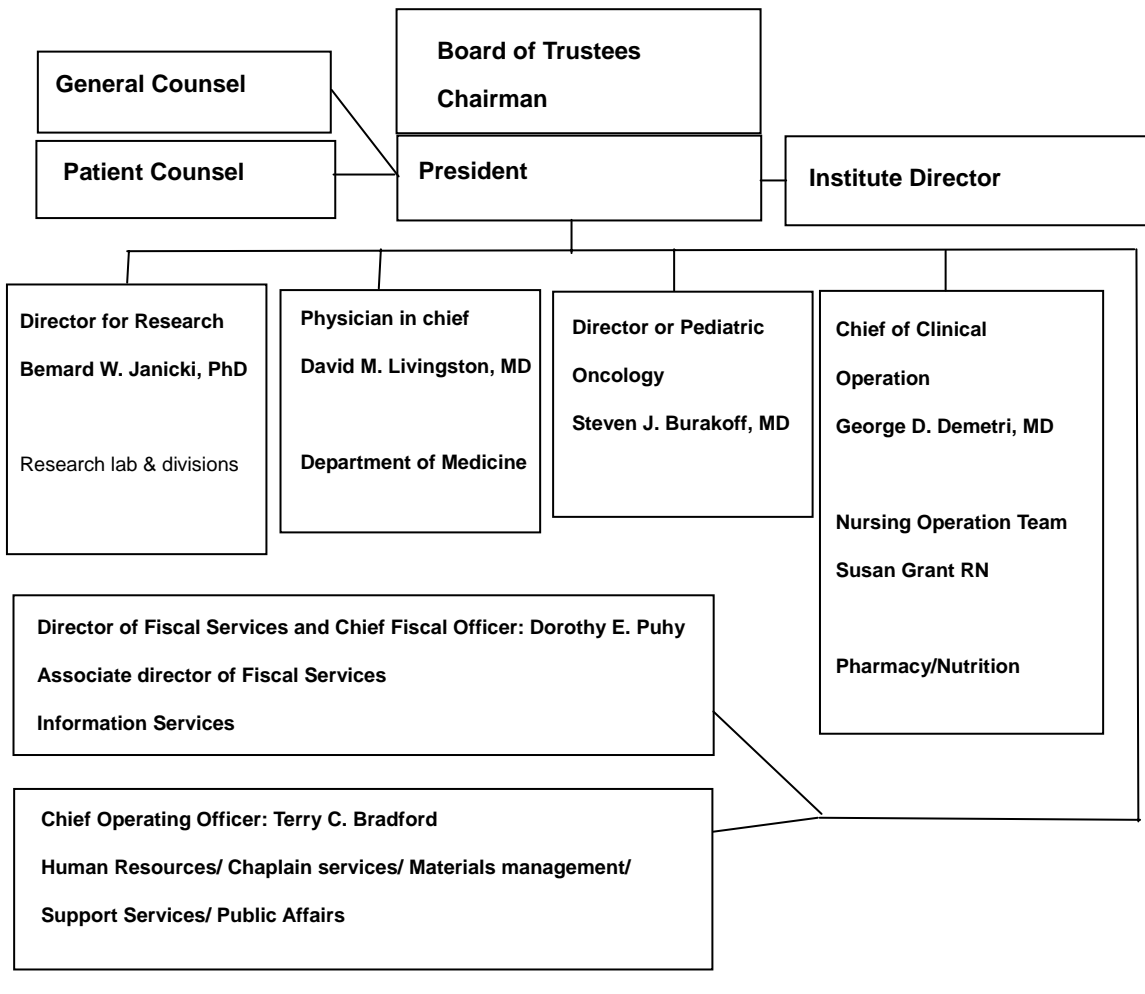 Board of Trustees
Chairman
General Counsel
Patient Counsel
President
Institute Director
Director for Research
Bemard W. Janicki, PhD
Research lab & divisions
Physician in chief
David M. Livingston, MD
Department of Medicine
Director or Pediatric
Oncology
Steven J. Burakoff, MD
Chief of Clinical
Operation
George D. Demetri, MD
Nursing Operation Team
Susan Grant RN
Pharmacy/Nutrition
Director of Fiscal Services and Chief Fiscal Officer: Dorothy E. Puhy
Associate director of Fiscal Services
Information Services
Chief Operating Officer: Terry C. Bradford
Human Resources/ Chaplain services/ Materials management/
Support Services/ Public Affairs